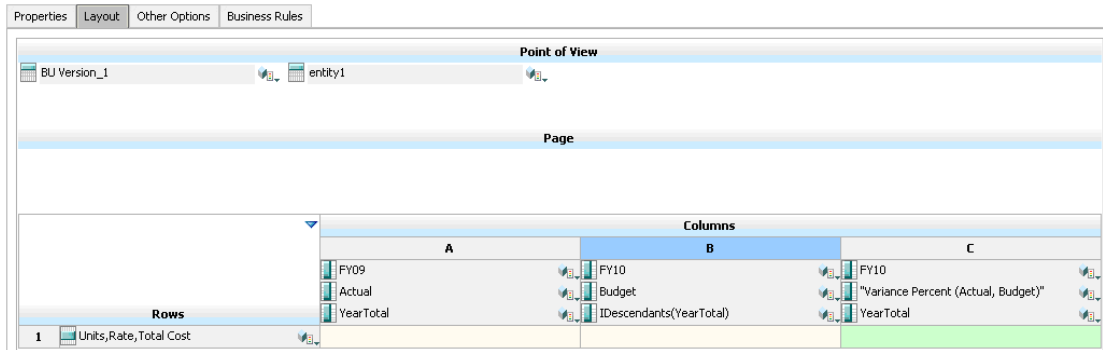 Properties Layout Other Options Business Rules
Point of View
BU Version_1 entity1
Page
Columns
A B C
FY09 FY10 FY10
Actual Budget "Variance Percent (Actual, Budget)"
Rows YearTotal IDescendants(YearTotal) YearTotal
1 Units,Rate,Total Cost